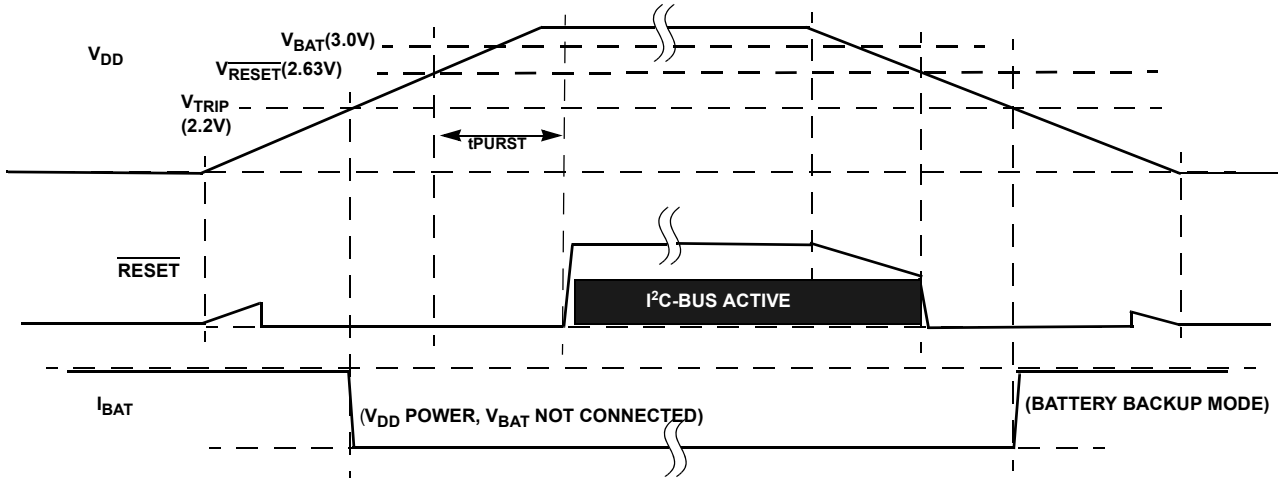 V_DD
V_BAT(3.0V)
V_RESET(2.63V)
V_TRIP
(2.2V)
tPURST
RESET
I²C-BUS ACTIVE
I_BAT
(V_DD POWER, V_BAT NOT CONNECTED)
(BATTERY BACKUP MODE)